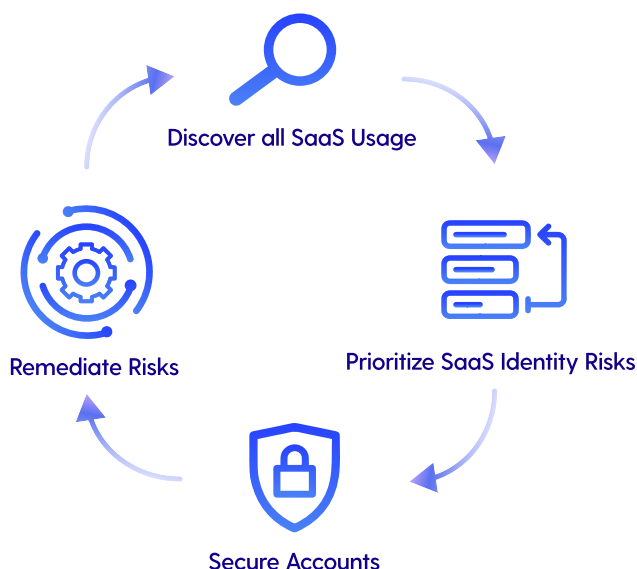 Discover all SaaS Usage
Prioritize SaaS Identity Risks
Remediate Risks
Secure Accounts